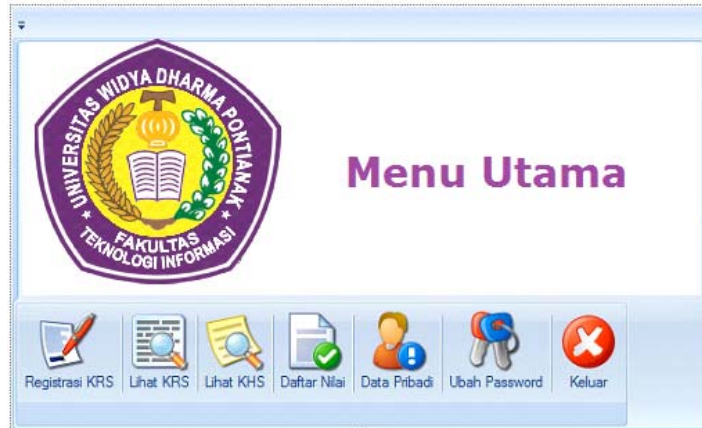 UNIVERSITAS WIDYA DHARMA PONTIANAK
FAKULTAS
TEKNOLOGI INFORMASI
Menu Utama
Registrasi KRS
Lihat KRS
Lihat KHS
Daftar Nilai
Data Pribadi
Ubah Password
Keluar